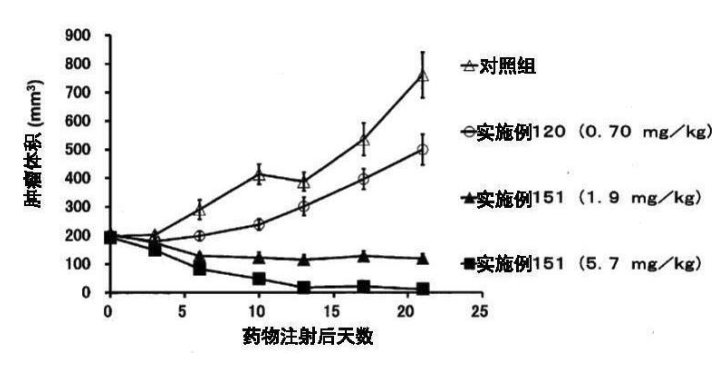 900
800
700
600
500
400
300
200
100
0
肿瘤体积 (mm³)
0 5 10 15 20 25
药物注射后天数
对照组
实施例120 (0.70 mg/kg)
实施例151 (1.9 mg/kg)
实施例151 (5.7 mg/kg)